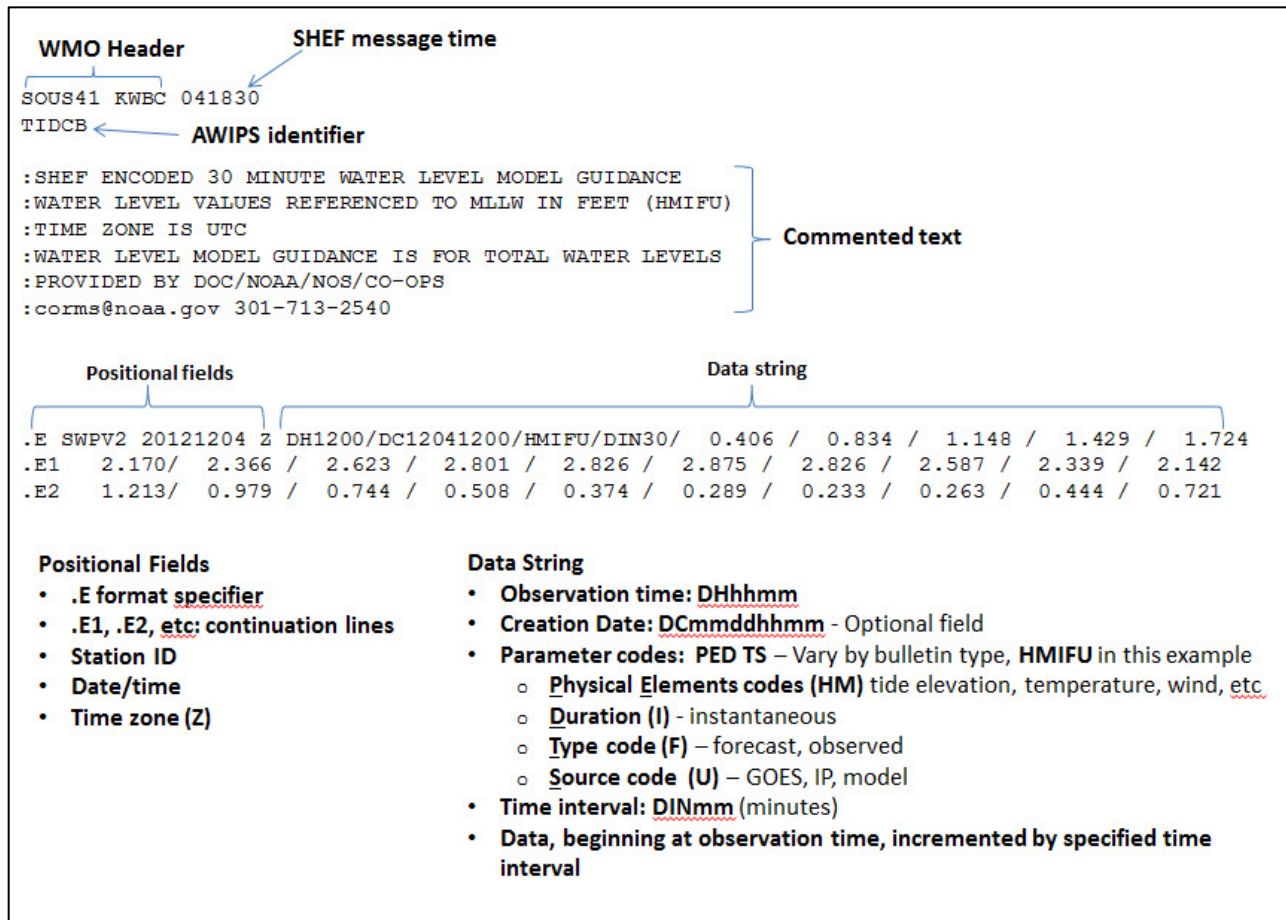 WMO Header
SHEF message time
SOUS41 KWBC 041830
TIDCB
AWIPS identifier
:SHEF ENCODED 30 MINUTE WATER LEVEL MODEL GUIDANCE
:WATER LEVEL VALUES REFERENCED TO MLLW IN FEET (HMIFU)
:TIME ZONE IS UTC
:WATER LEVEL MODEL GUIDANCE IS FOR TOTAL WATER LEVELS
:PROVIDED BY DOC/NOAA/NOS/CO-OPS
:corms@noaa.gov 301-713-2540
Commented text
Positional fields
Data string
.E SWPV2 20121204 Z DH1200/DC12041200/HMIFU/DIN30/ 0.406 / 0.834 / 1.148 / 1.429 / 1.724
.E1 2.170/ 2.366 / 2.623 / 2.801 / 2.826 / 2.875 / 2.826 / 2.587 / 2.339 / 2.142
.E2 1.213/ 0.979 / 0.744 / 0.508 / 0.374 / 0.289 / 0.233 / 0.263 / 0.444 / 0.721
Positional Fields
• .E format specifier
• .E1, .E2, etc: continuation lines
• Station ID
• Date/time
• Time zone (Z)
Data String
• Observation time: DHhhmm
• Creation Date: DCmmddhhmm - Optional field
• Parameter codes: PED TS – Vary by bulletin type, HMIFU in this example
o Physical Elements codes (HM) tide elevation, temperature, wind, etc
o Duration (I) - instantaneous
o Type code (F) – forecast, observed
o Source code (U) – GOES, IP, model
• Time interval: DINmm (minutes)
• Data, beginning at observation time, incremented by specified time
interval